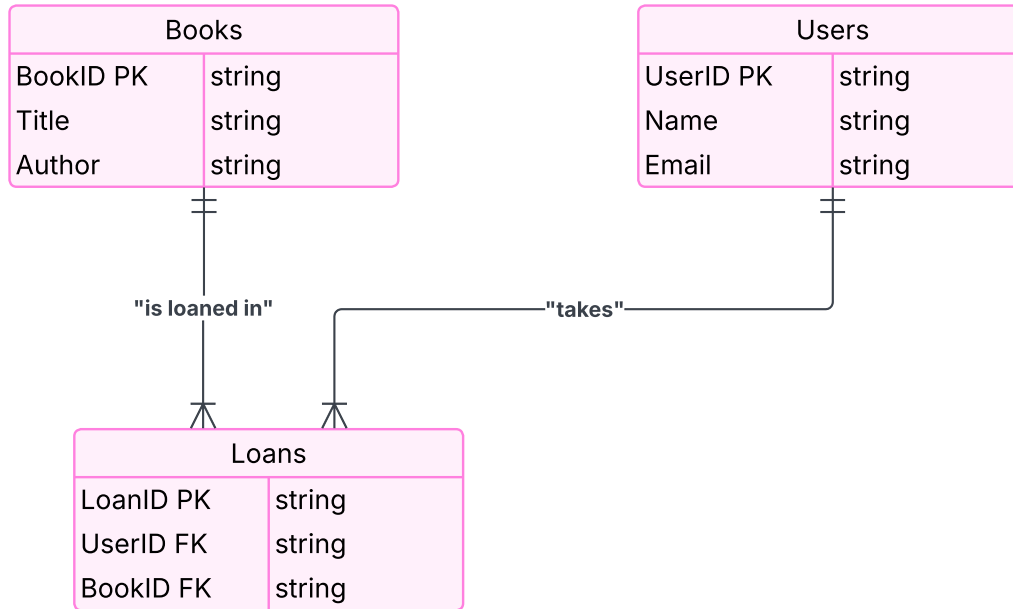 Books
BookID PK string
Title string
Author string
Users
UserID PK string
Name string
Email string
"is loaned in"
"takes"
Loans
LoanID PK string
UserID FK string
BookID FK string